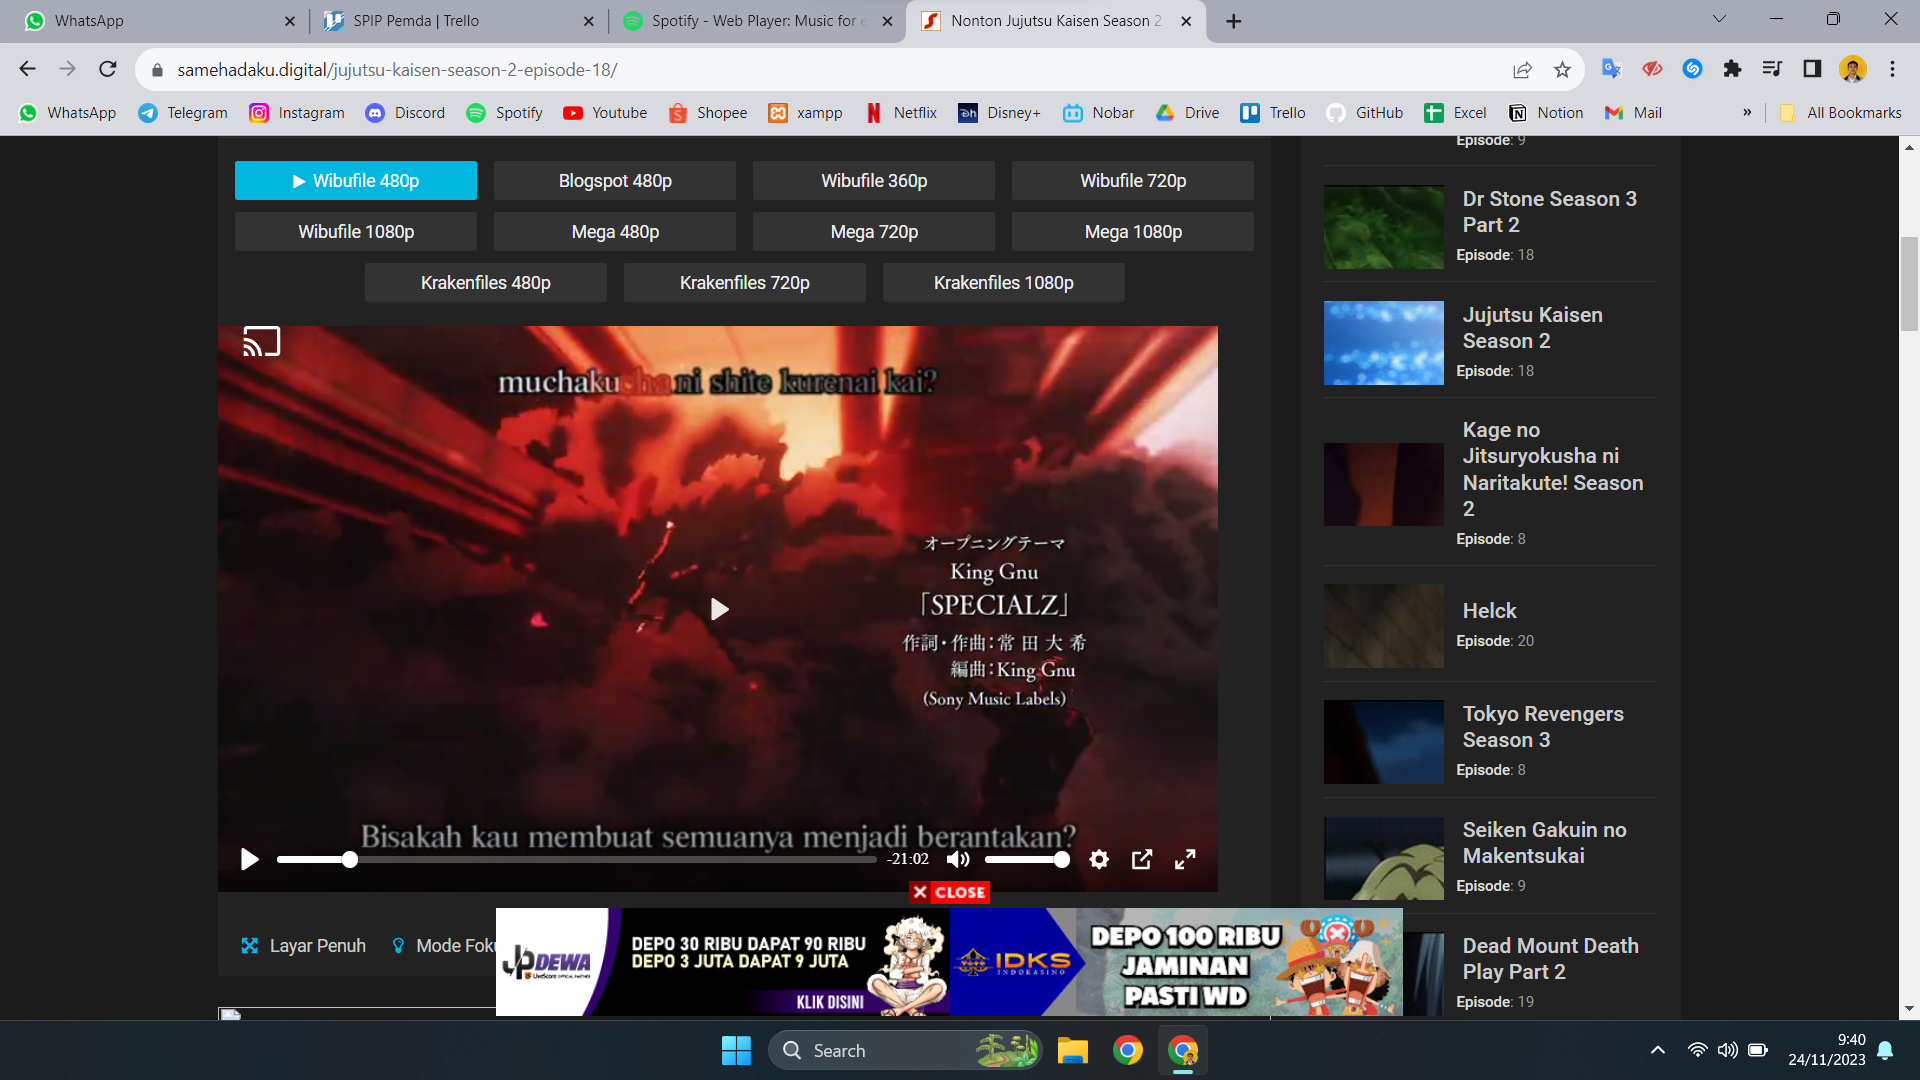 WhatsApp
SPIP Pemda | Trello
Spotify - Web Player: Music for e
Nonton Jujutsu Kaisen Season 2
samehadaku.digital/jujutsu-kaisen-season-2-episode-18/
WhatsApp
Telegram
Instagram
Discord
Spotify
Youtube
Shopee
xampp
Netflix
Disney+
Nobar
Drive
Trello
GitHub
Excel
Notion
Mail
»
All Bookmarks
Wibufile 480p
Blogspot 480p
Wibufile 360p
Wibufile 720p
Wibufile 1080p
Mega 480p
Mega 720p
Mega 1080p
Krakenfiles 480p
Krakenfiles 720p
Krakenfiles 1080p
muchakucha ni shite kurenai kai?
オープニングテーマ
King Gnu
「SPECIALZ」
作詞・作曲：常田大希
編曲：King Gnu
(Sony Music Labels)
Bisakah kau membuat semuanya menjadi berantakan?
-21:02
CLOSE
Layar Penuh
Mode Foku
JPDEWA
LiveScore OFFICIAL PARTNER
DEPO 30 RIBU DAPAT 90 RIBU
DEPO 3 JUTA DAPAT 9 JUTA
KLIK DISINI
IDKS
INDOKASINO
DEPO 100 RIBU
JAMINAN
PASTI WD
Episode: 9
Dr Stone Season 3
Part 2
Episode: 18
Jujutsu Kaisen
Season 2
Episode: 18
Kage no
Jitsuryokusha ni
Naritakute! Season
2
Episode: 8
Helck
Episode: 20
Tokyo Revengers
Season 3
Episode: 8
Seiken Gakuin no
Makentsukai
Episode: 9
Dead Mount Death
Play Part 2
Episode: 19
Search
9:40
24/11/2023